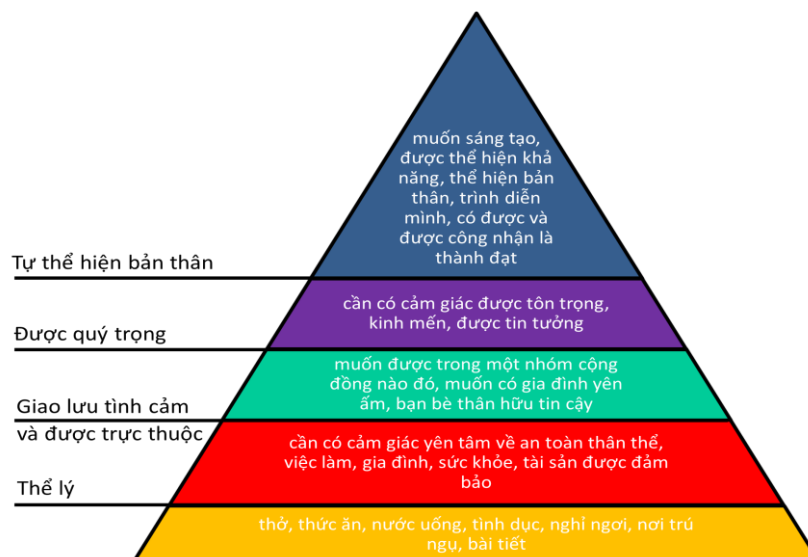 muốn sáng tạo,
được thể hiện khả
năng, thể hiện bản
thân, trình diễn
mình, có được và
được công nhận là
thành đạt
Tự thể hiện bản thân
cần có cảm giác được tôn trọng,
kinh mến, được tin tưởng
Được quý trọng
muốn được trong một nhóm cộng
đồng nào đó, muốn có gia đình yên
ấm, bạn bè thân hữu tin cậy
Giao lưu tình cảm
và được trực thuộc
cần có cảm giác yên tâm về an toàn thân thể,
việc làm, gia đình, sức khỏe, tài sản được đảm
bảo
Thể lý
thở, thức ăn, nước uống, tình dục, nghỉ ngơi, nơi trú
ngụ, bài tiết